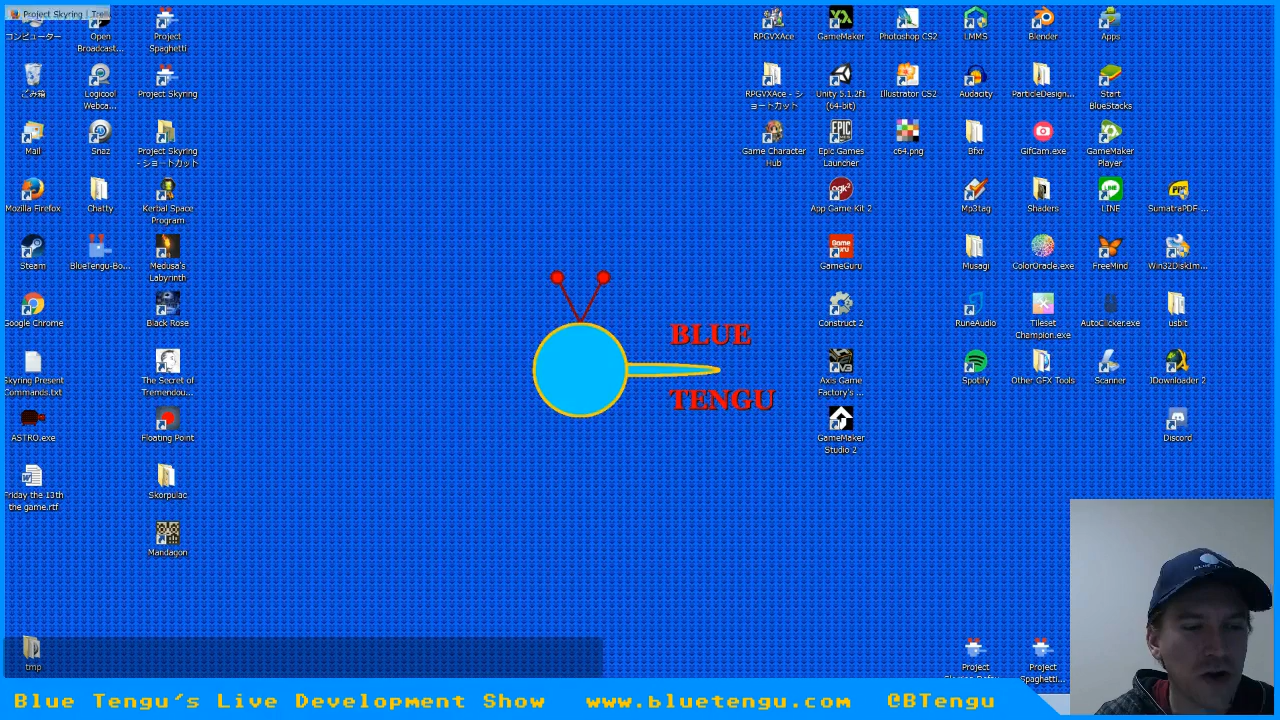 Project Skyring | Trello
コンピューター
Open
Broadcast...
Project
Spaghetti
RPGVXAce
GameMaker
Photoshop CS2
LMMS
Blender
Apps
ごみ箱
Logicool
Webca...
Project Skyring
RPGVXAce - シ
ョートカット
Unity 5.1.2f1
(64-bit)
Illustrator CS2
Audacity
ParticleDesign...
Start
BlueStacks
Mail
Snaz
Project Skyring
- ショートカット
Game Character
Hub
Epic Games
Launcher
c64.png
Bfxr
GifCam.exe
GameMaker
Player
Mozilla Firefox
Chatty
Kerbal Space
Program
App Game Kit 2
Mp3tag
Shaders
LINE
SumatraPDF ...
Steam
BlueTengu-Bo...
Medusa's
Labyrinth
GameGuru
Musagi
ColorOracle.exe
FreeMind
Win32DiskIm...
Google Chrome
Black Rose
Construct 2
RuneAudio
Tileset
Champion.exe
AutoClicker.exe
usbit
BLUE
TENGU
Skyring Present
Commands.txt
The Secret of
Tremendou...
Axis Game
Factory's ...
Spotify
Other GFX Tools
Scanner
JDownloader 2
ASTRO.exe
Floating Point
GameMaker
Studio 2
Discord
Friday the 13th
the game.rtf
Skorpulac
Mandagon
tmp
Project
Project
Spaghetti...
Blue Tengu's Live Development Show www.bluetengu.com @BTengu